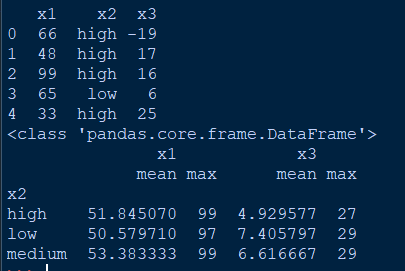 x1 x2 x3
0 66 high -19
1 48 high 17
2 99 high 16
3 65 low 6
4 33 high 25
<class 'pandas.core.frame.DataFrame'>
x1 x3
mean max mean max
x2
high 51.845070 99 4.929577 27
low 50.579710 97 7.405797 29
medium 53.383333 99 6.616667 29